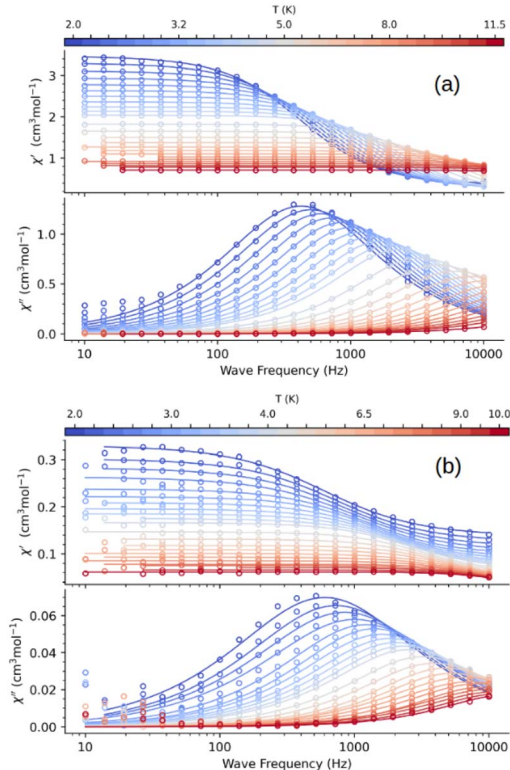 T (K)
2.0 3.2 5.0 8.0 11.5
(a)
χ′ (cm³mol⁻¹)
3
2
1
χ″ (cm³mol⁻¹)
1.0
0.5
0.0
10 100 1000 10000
Wave Frequency (Hz)
T (K)
2.0 3.0 4.0 6.5 9.0 10.0
(b)
χ′ (cm³mol⁻¹)
0.3
0.2
0.1
χ″ (cm³mol⁻¹)
0.06
0.04
0.02
0.00
10 100 1000 10000
Wave Frequency (Hz)